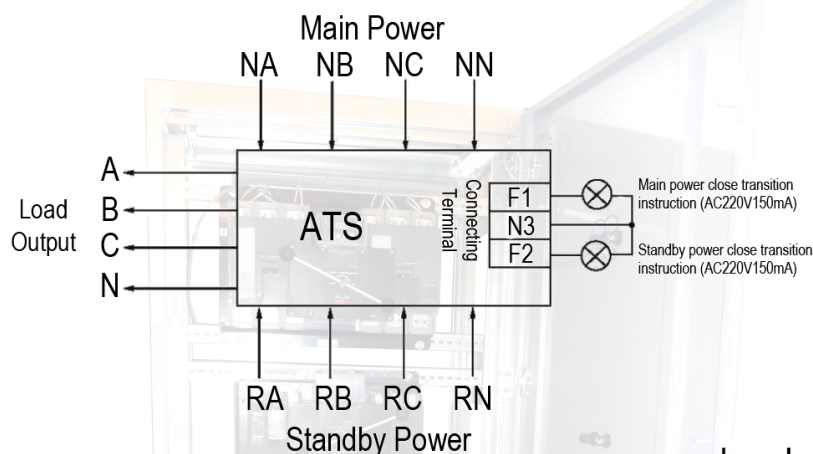 Main Power
NA NB NC NN
A
B
C
N
Load
Output
ATS
Connecting
Terminal
F1
N3
F2
Main power close transition
instruction (AC220V150mA)
Standby power close transition
instruction (AC220V150mA)
RA RB RC RN
Standby Power